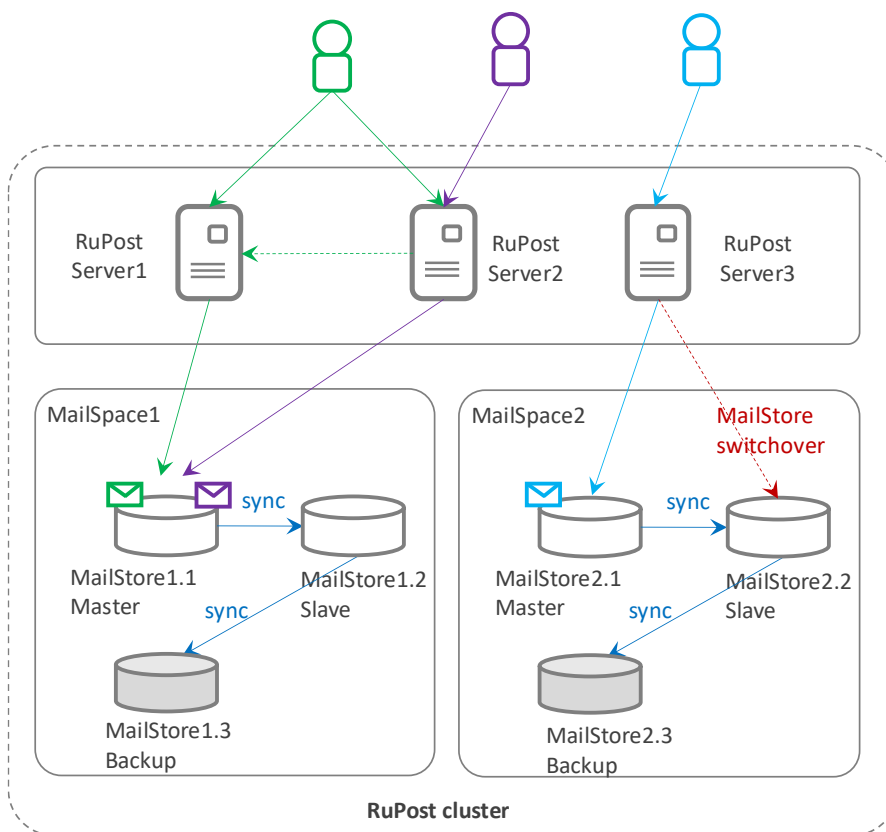 RuPost
Server1
RuPost
Server2
RuPost
Server3
MailSpace1
MailSpace2
MailStore
switchover
sync
sync
MailStore1.1
Master
MailStore1.2
Slave
MailStore2.1
Master
MailStore2.2
Slave
sync
sync
MailStore1.3
Backup
MailStore2.3
Backup
RuPost cluster